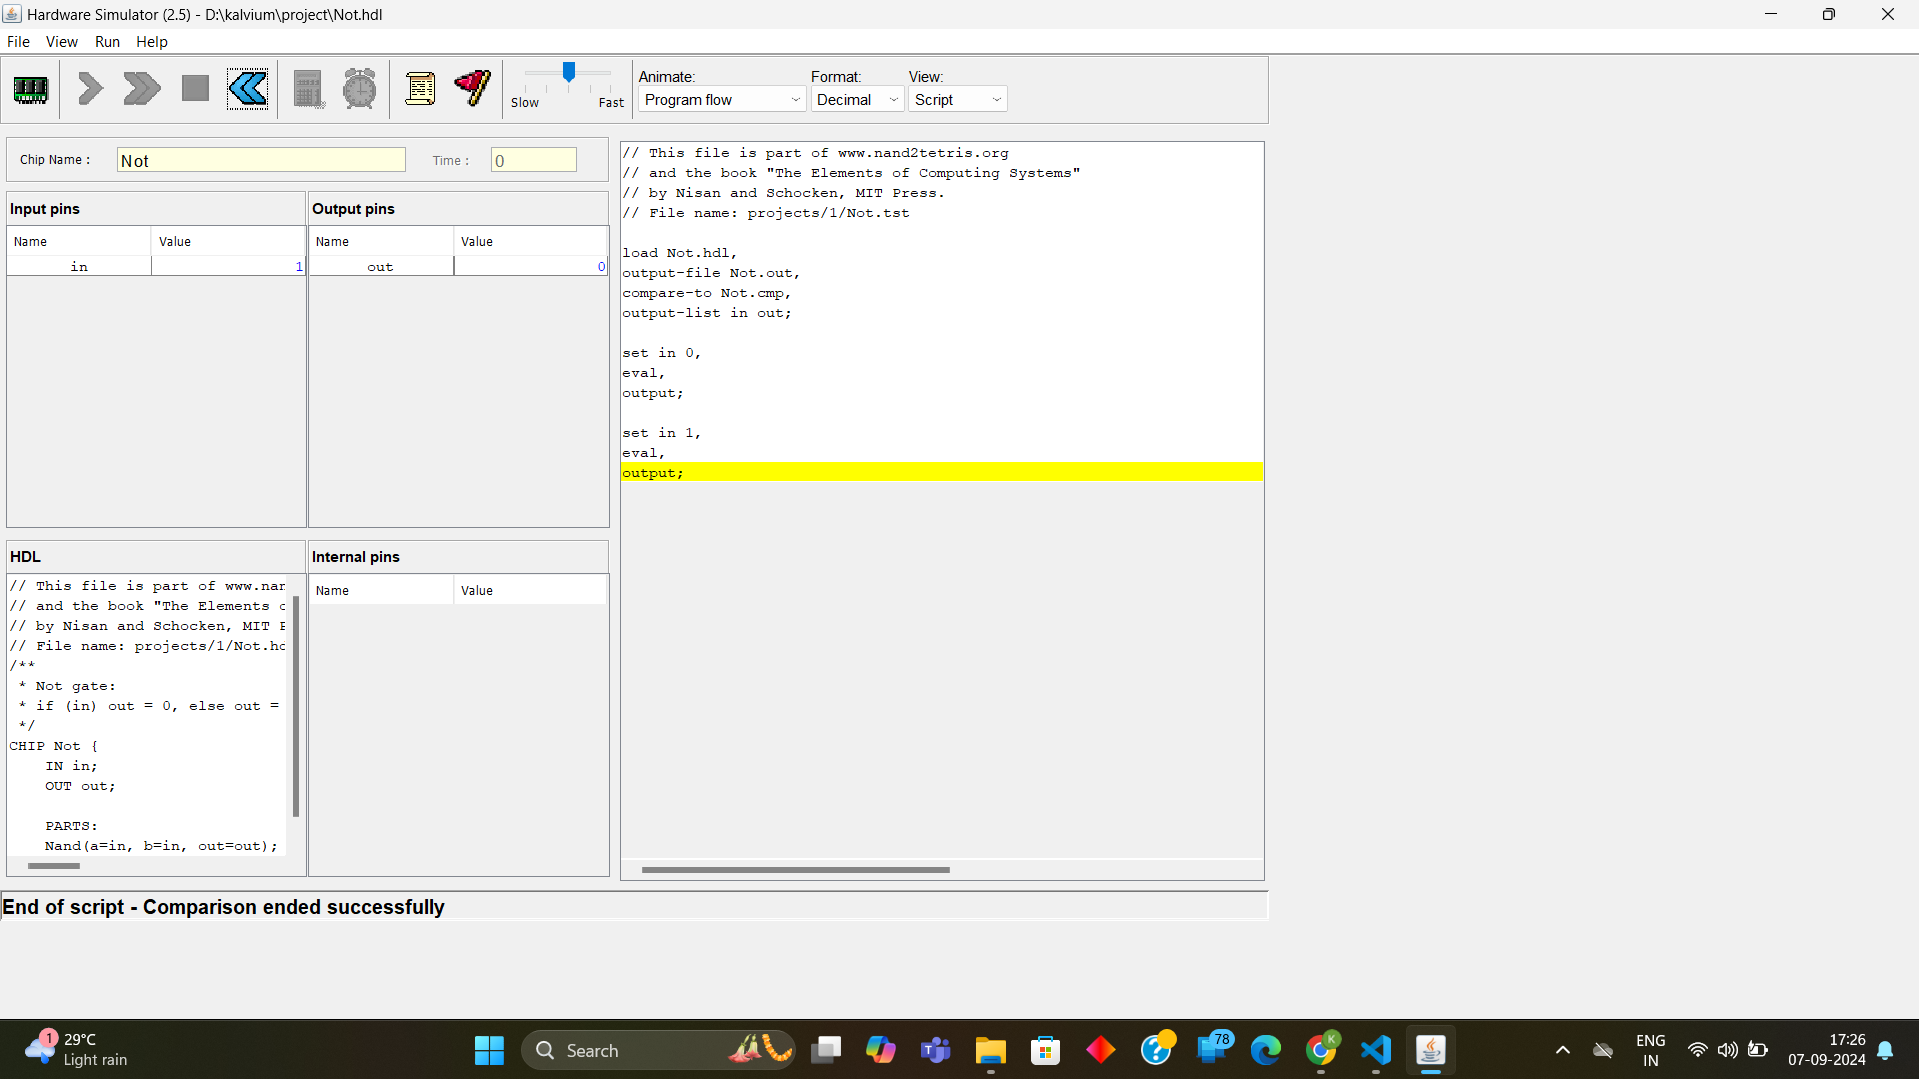 Hardware Simulator (2.5) - D:\kalvium\project\Not.hdl
File View Run Help
Slow Fast
Animate: Format: View:
Program flow Decimal Script
Chip Name : Not Time : 0
Input pins Output pins
Name Value Name Value
in 1 out 0
// This file is part of www.nand2tetris.org
// and the book "The Elements of Computing Systems"
// by Nisan and Schocken, MIT Press.
// File name: projects/1/Not.tst
load Not.hdl,
output-file Not.out,
compare-to Not.cmp,
output-list in out;
set in 0,
eval,
output;
set in 1,
eval,
output;
HDL Internal pins
Name Value
// This file is part of www.nan
// and the book "The Elements
// by Nisan and Schocken, MIT
// File name: projects/1/Not.hd
/**
* Not gate:
* if (in) out = 0, else out =
*/
CHIP Not {
IN in;
OUT out;
PARTS:
Nand(a=in, b=in, out=out);
End of script - Comparison ended successfully
1 29°C
Light rain
Search
78
K
ENG
IN
17:26
07-09-2024